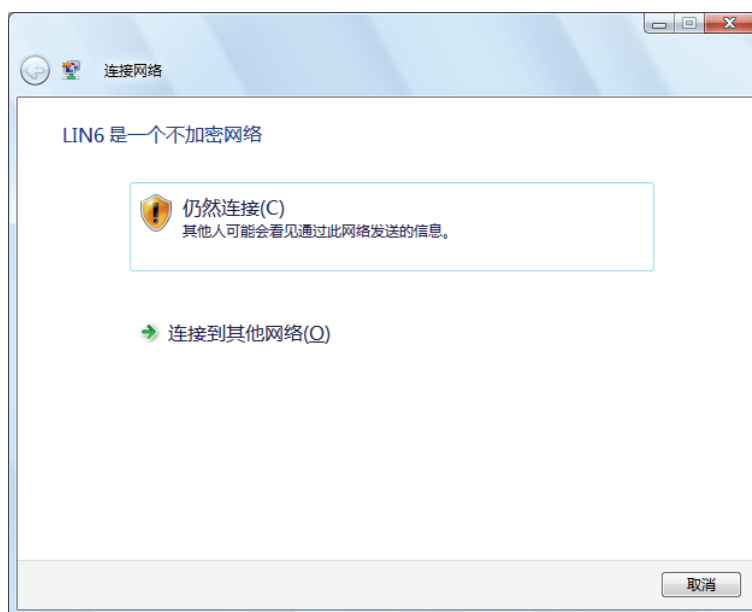 连接网络
LIN6 是一个不加密网络
仍然连接(C)
其他人可能会看见通过此网络发送的信息。
连接到其他网络(O)
取消